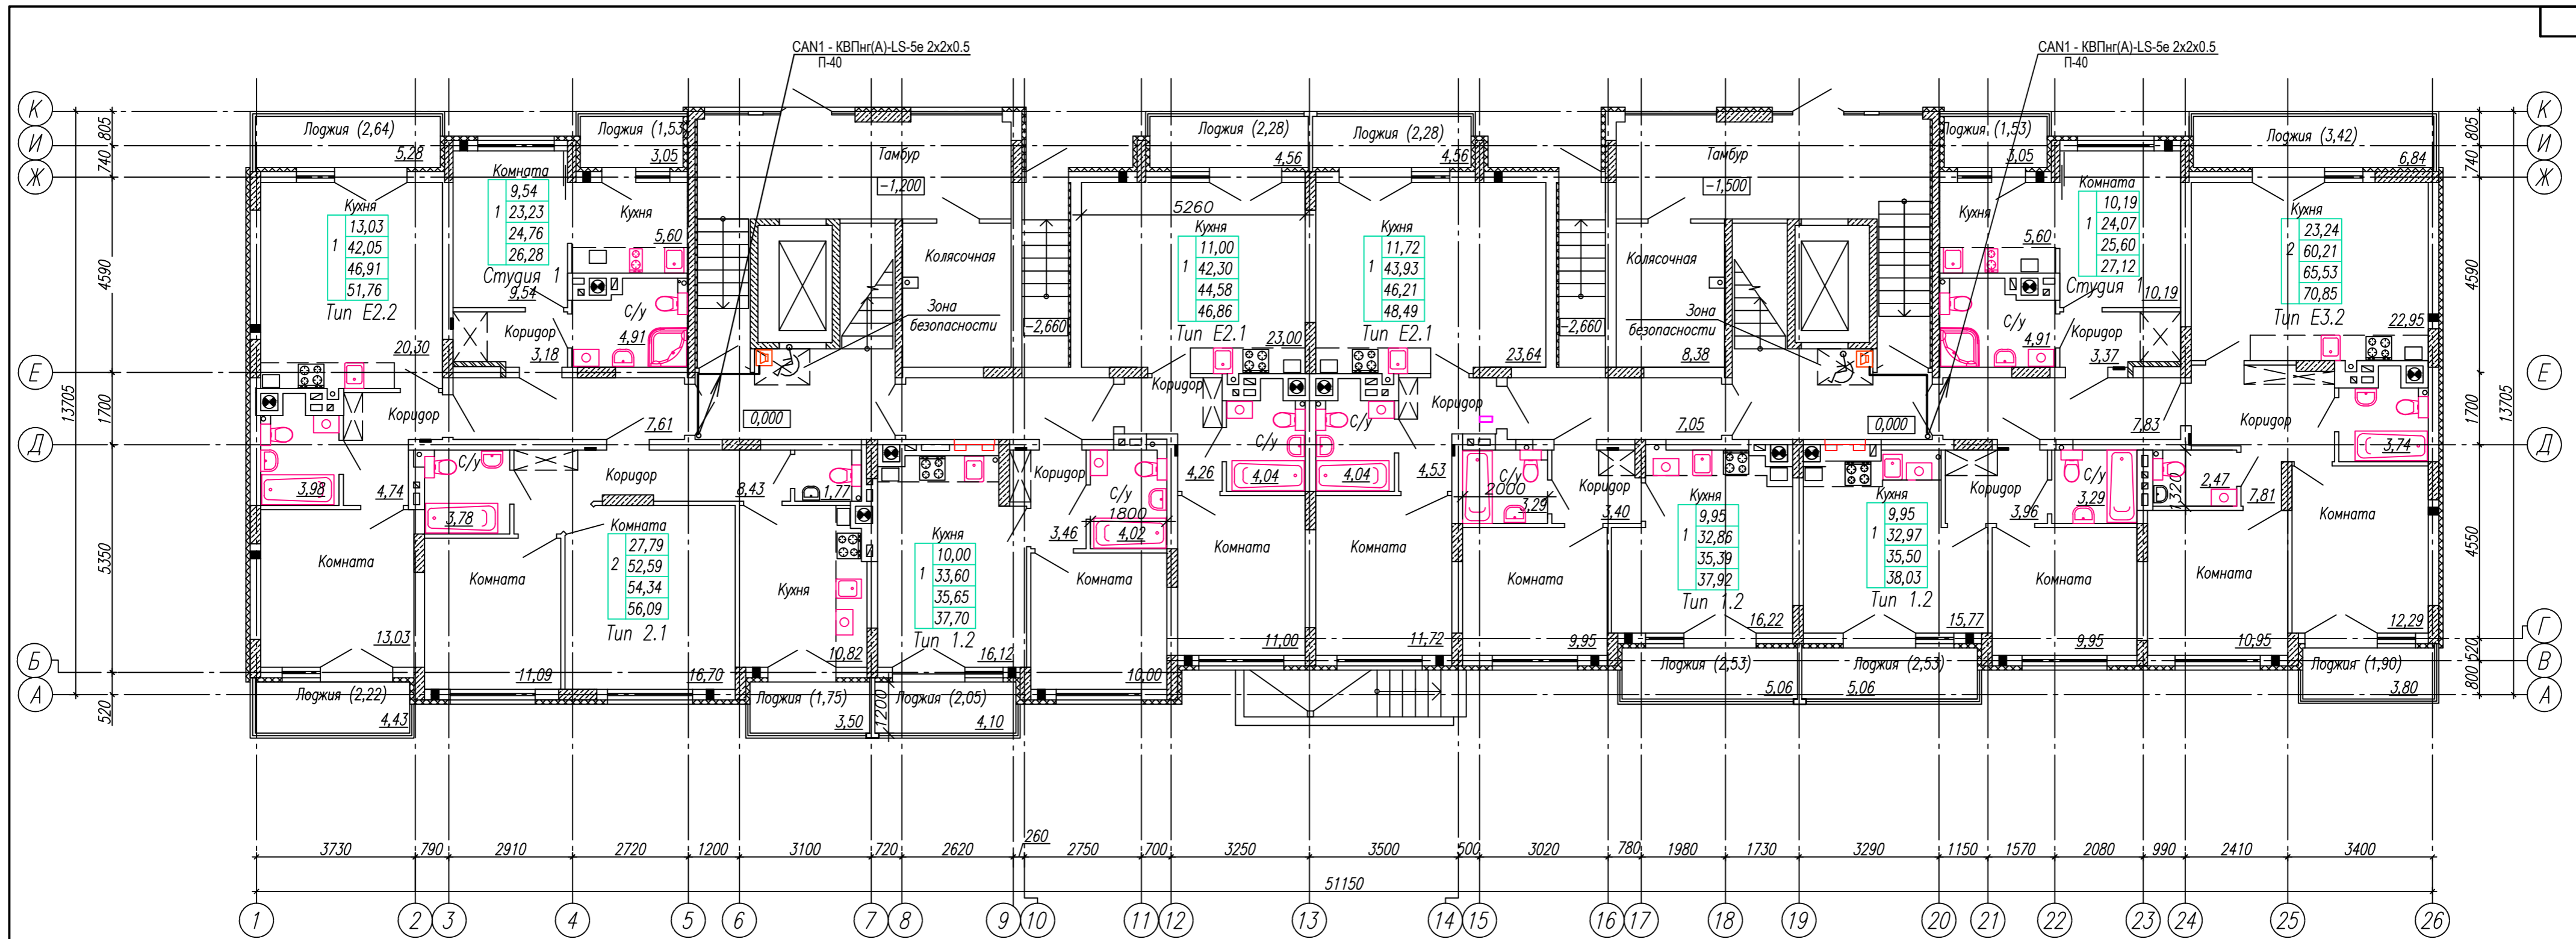 CAN1 - КВПнг(А)-LS-5е 2х2х0.5
П-40
CAN1 - КВПнг(А)-LS-5е 2х2х0.5
П-40
К
И
Ж
Е
Д
Б
А
805
740
4590
1700
5350
520
13705
Лоджия (2,64)
5,28
Лоджия (1,53
3,05
Тамбур
-1,200
Лоджия (2,28)
4,56
Лоджия (2,28)
4,56
Тамбур
-1,500
Лоджия (1,53)
3,05
Лоджия (3,42)
6,84
К
И
Ж
Е
Д
Г
В
А
805
740
4590
1700
4550
520
800
13705
Кухня
1
13,03
42,05
46,91
51,76
Тип Е2.2
20,30
Комната
1
9,54
23,23
24,76
26,28
Студия 1
9,54
Кухня
5,60
С/у
4,91
Коридор
3,18
Колясочная
Зона
безопасности
-2,660
5260
Кухня
1
11,00
42,30
44,58
46,86
Тип Е2.1
23,00
Кухня
1
11,72
43,93
46,21
48,49
Тип Е2.1
23,64
-2,660
Колясочная
Зона
безопасности
8,38
Кухня
5,60
С/у
4,91
Комната
1
10,19
24,07
25,60
27,12
Студия 1
10,19
Коридор
3,37
Кухня
2
23,24
60,21
65,53
70,85
Тип Е3.2
22,95
Коридор
7,61
0,000
Коридор
Коридор
7,05
0,000
7,83
Коридор
3,98
4,74
С/у
3,78
Коридор
8,43
1,77
Коридор
С/у
1800
3,46
4,02
4,26
С/у
4,04
С/у
4,04
4,53
С/у
2000
3,29
Коридор
3,40
Коридор
3,96
С/у
3,29
1320
2,47
7,81
3,74
Комната
13,03
Комната
11,09
Комната
2
27,79
52,59
54,34
56,09
Тип 2.1
16,70
Кухня
10,82
Кухня
1
10,00
33,60
35,65
37,70
Тип 1.2
16,12
Комната
10,00
Комната
11,00
Комната
11,72
Комната
9,95
Кухня
1
9,95
32,86
35,39
37,92
Тип 1.2
16,22
Кухня
1
9,95
32,97
35,50
38,03
Тип 1.2
15,77
Комната
9,95
Комната
10,95
Комната
12,29
Лоджия (2,22)
4,43
Лоджия (1,75)
3,50
1200
Лоджия (2,05)
4,10
Лоджия (2,53)
5,06
Лоджия (2,53)
5,06
Лоджия (1,90)
3,80
3730 790 2910 2720 1200 3100 720 2620 260 2750 700 3250 3500 500 3020 780 1980 1730 3290 1150 1570 2080 990 2410 3400
51150
1 2 3 4 5 6 7 8 9 10 11 12 13 14 15 16 17 18 19 20 21 22 23 24 25 26